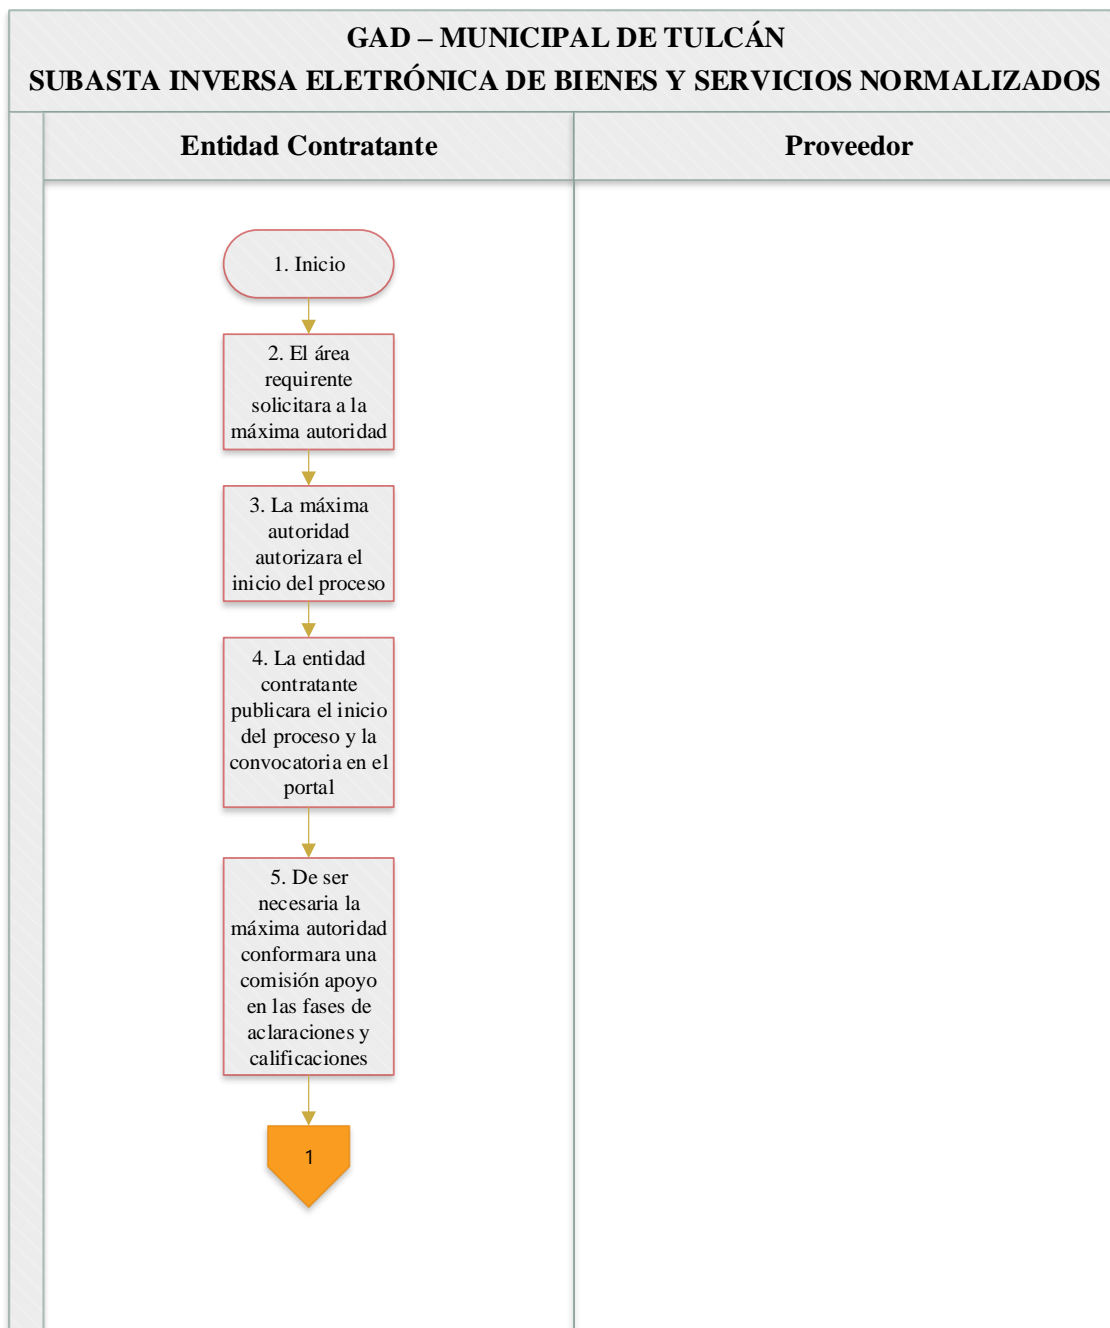 GAD – MUNICIPAL DE TULCÁN
SUBASTA INVERSA ELETRÓNICA DE BIENES Y SERVICIOS NORMALIZADOS
Entidad Contratante
Proveedor
1. Inicio
2. El área
requirente
solicitara a la
máxima autoridad
3. La máxima
autoridad
autorizara el
inicio del proceso
4. La entidad
contratante
publicara el inicio
del proceso y la
convocatoria en el
portal
5. De ser
necesaria la
máxima autoridad
conformara una
comisión apoyo
en las fases de
aclaraciones y
calificaciones
1